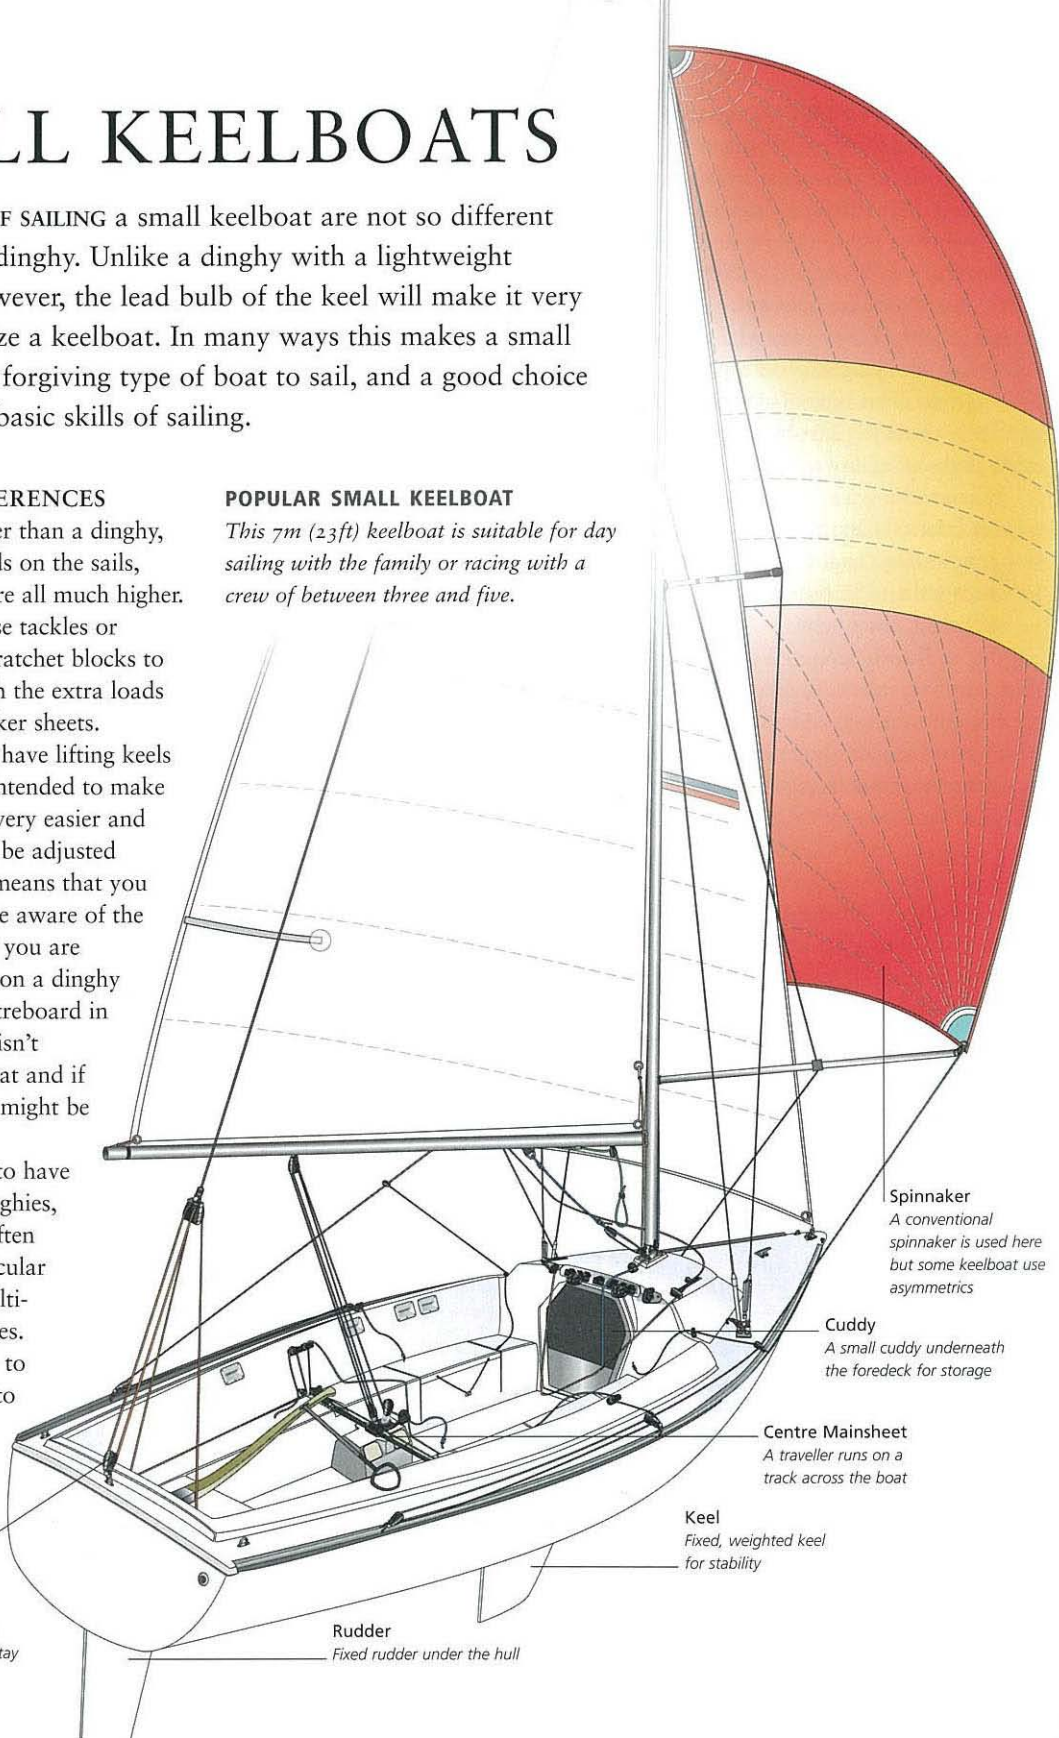 LL KEELBOATS
F SAILING a small keelboat are not so different
dinghy. Unlike a dinghy with a lightweight
wever, the lead bulb of the keel will make it very
ze a keelboat. In many ways this makes a small
forgiving type of boat to sail, and a good choice
basic skills of sailing.
ERENCES
er than a dinghy,
ls on the sails,
re all much higher.
se tackles or
ratchet blocks to
n the extra loads
ker sheets.
have lifting keels
ntended to make
very easier and
be adjusted
means that you
e aware of the
you are
on a dinghy
treboard in
isn't
at and if
might be
to have
ghies,
ften
cular
lti-
es.
to
to
POPULAR SMALL KEELBOAT
This 7m (23ft) keelboat is suitable for day
sailing with the family or racing with a
crew of between three and five.
Spinnaker
A conventional
spinnaker is used here
but some keelboat use
asymmetrics
Cuddy
A small cuddy underneath
the foredeck for storage
Centre Mainsheet
A traveller runs on a
track across the boat
Keel
Fixed, weighted keel
for stability
Rudder
Fixed rudder under the hull
tay